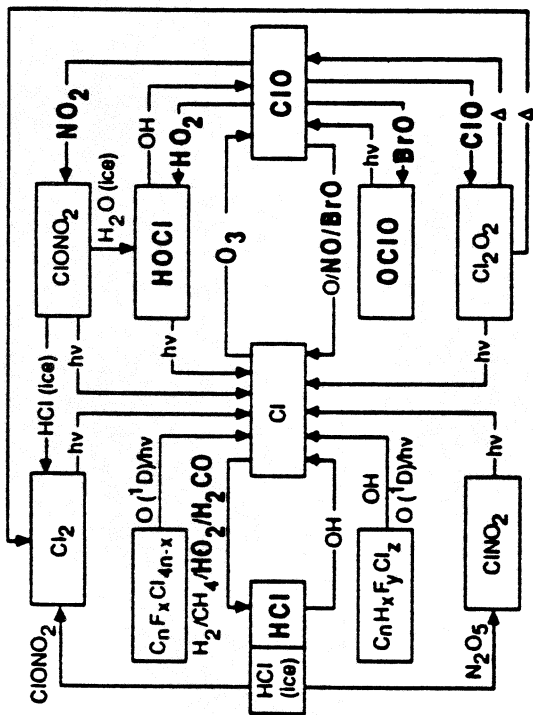 ClONO₂
HCl (ice)
NO₂
Cl₂
hν
hν
ClONO₂
H₂O (ice)
OH
HOCl
HO₂
hν
CₙFₓCl₄ₙ₋ₓ
O (¹D)/hν
H₂/CH₄/HO₂/H₂CO
O₃
ClO
HCl (ice)
HCl
Cl
OH
O/NO/BrO
hν
CₙHₓFᵧCl_z
OH
O (¹D)/hν
OClO
BrO
N₂O₅
ClNO₂
hν
hν
Cl₂O₂
ClO
Δ
Δ